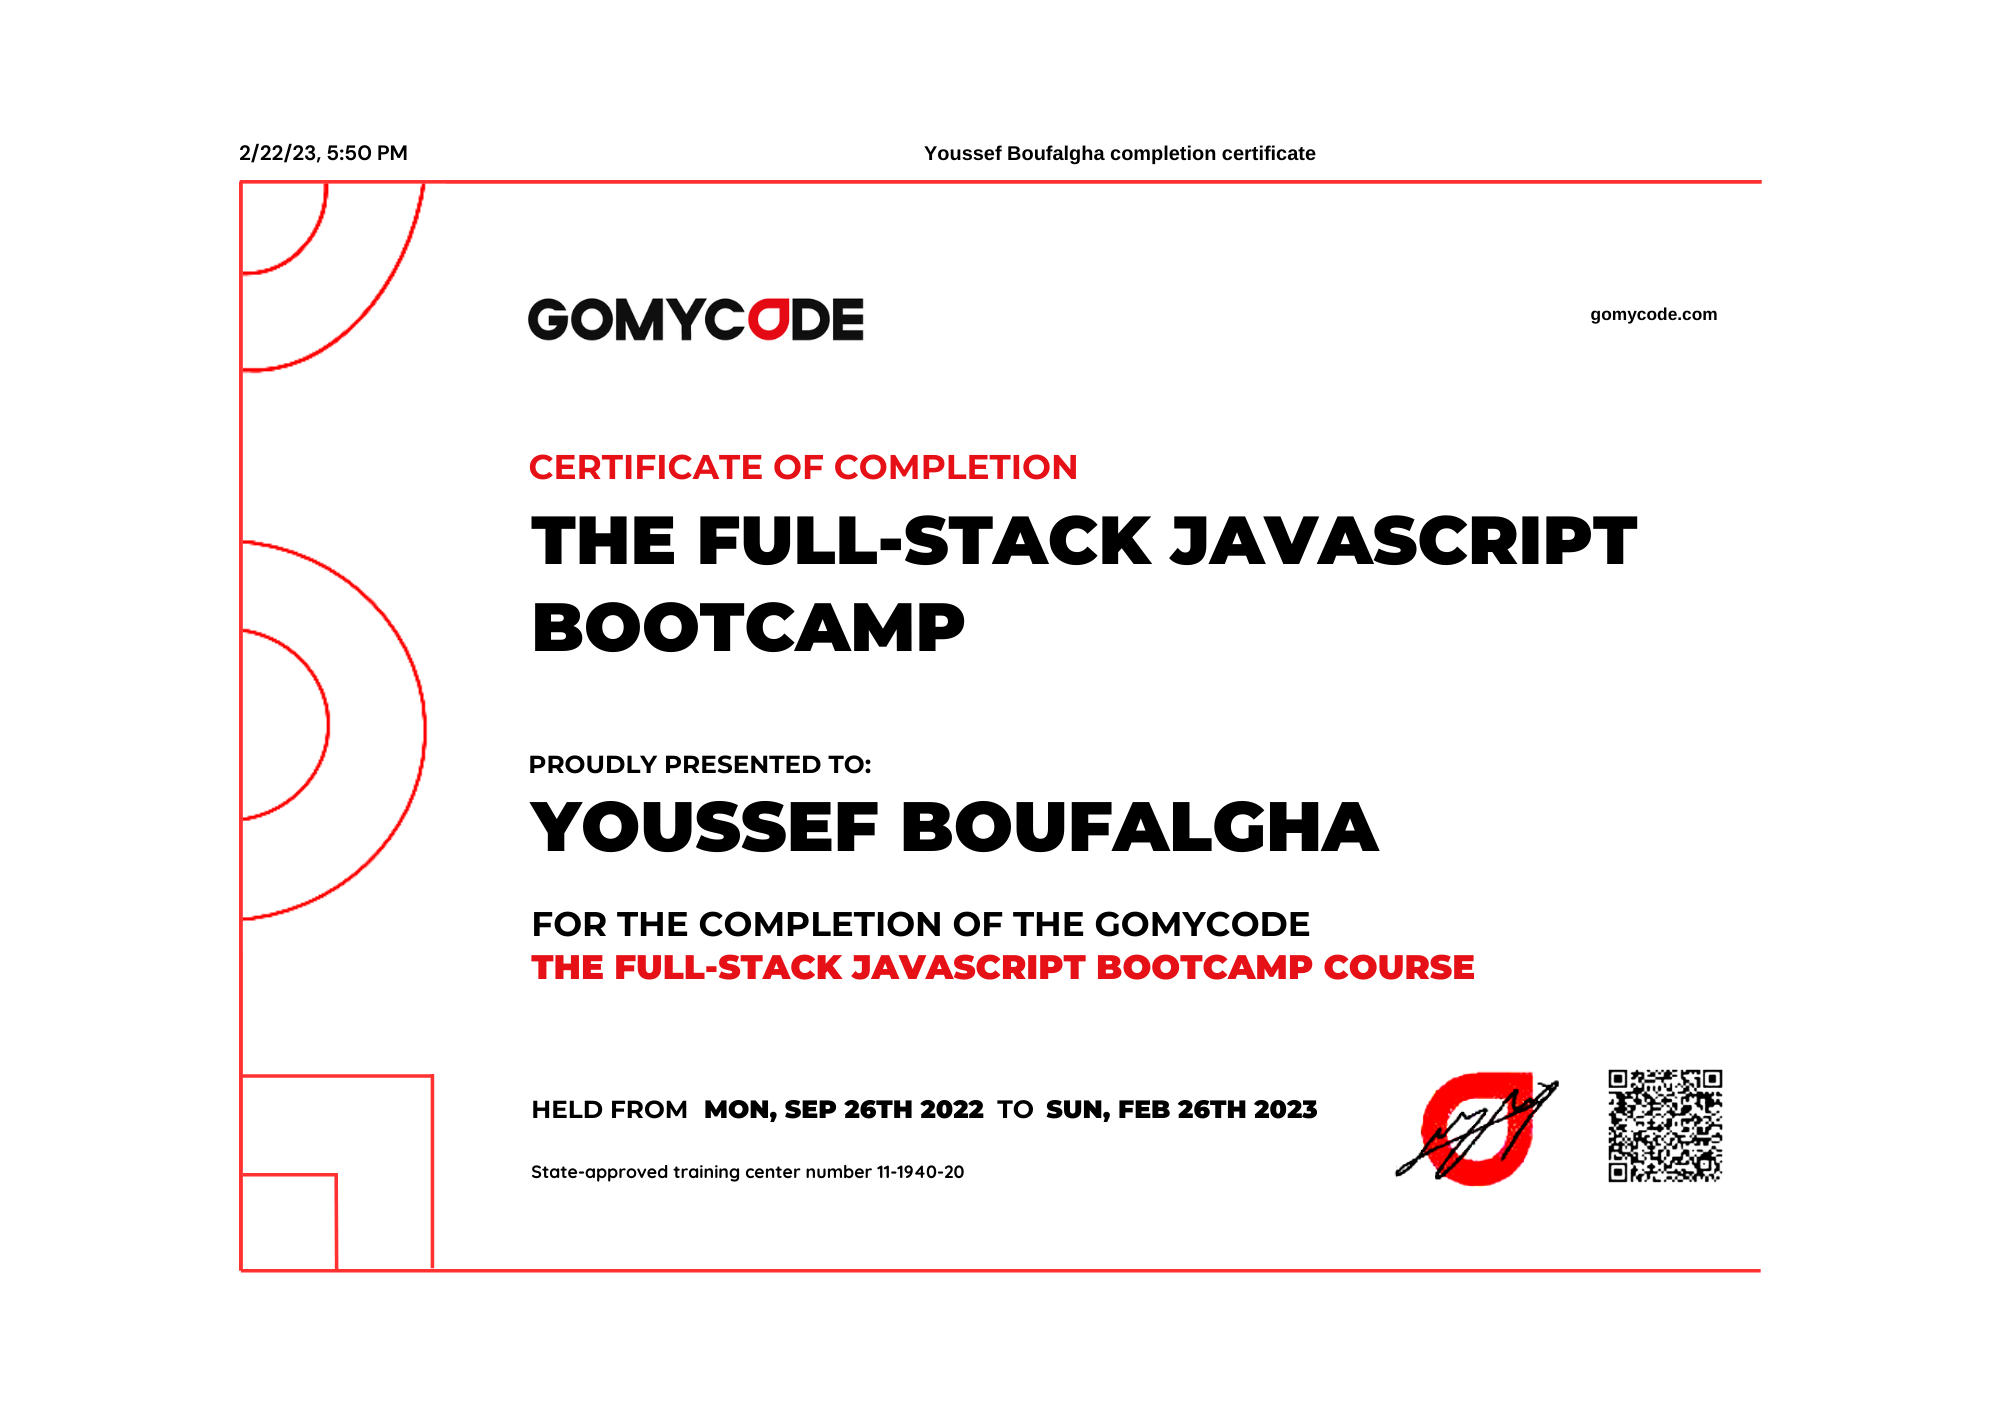 2/22/23, 5:50 PM Youssef Boufalgha completion certificate
GOMYCODE gomycode.com
CERTIFICATE OF COMPLETION
THE FULL-STACK JAVASCRIPT
BOOTCAMP
PROUDLY PRESENTED TO:
YOUSSEF BOUFALGHA
FOR THE COMPLETION OF THE GOMYCODE
THE FULL-STACK JAVASCRIPT BOOTCAMP COURSE
HELD FROM MON, SEP 26TH 2022 TO SUN, FEB 26TH 2023
State-approved training center number 11-1940-20